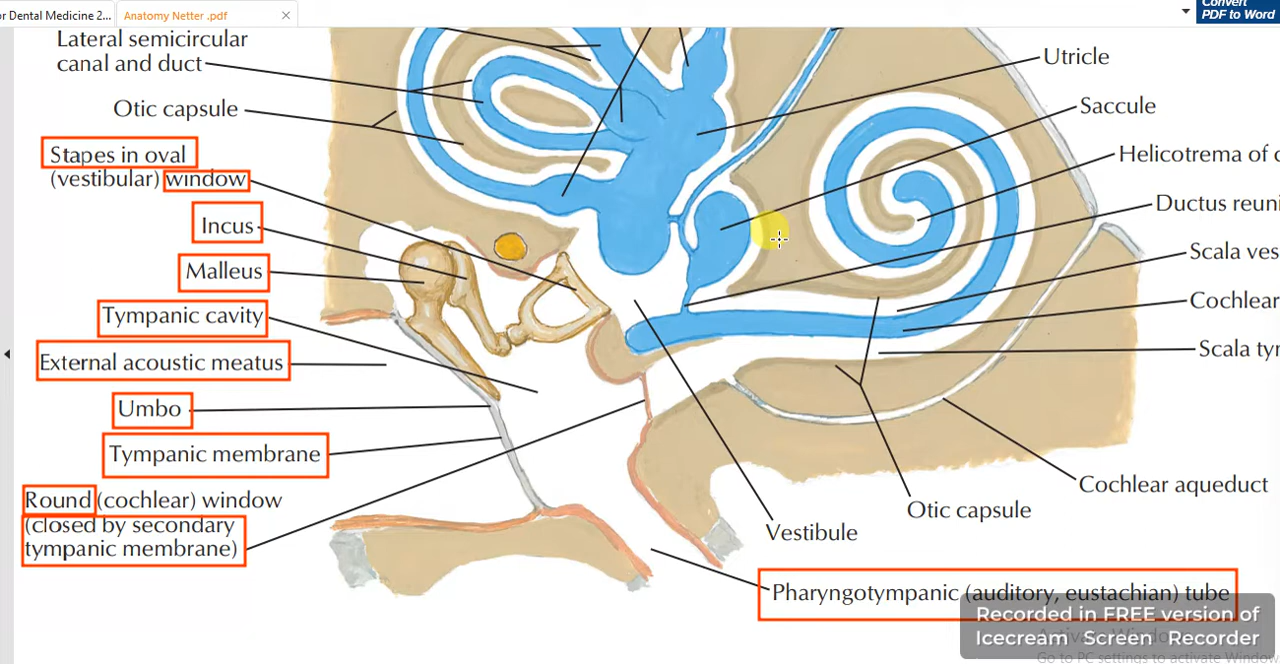 or Dental Medicine 2...
Anatomy Netter .pdf
Convert
PDF to Word
Lateral semicircular
canal and duct
Otic capsule
Stapes in oval
(vestibular) window
Incus
Malleus
Tympanic cavity
External acoustic meatus
Umbo
Tympanic membrane
Round (cochlear) window
(closed by secondary
tympanic membrane)
Utricle
Saccule
Helicotrema of c
Ductus reuni
Scala ves
Cochlear
Scala ty
Cochlear aqueduct
Otic capsule
Vestibule
Pharyngotympanic (auditory, eustachian) tube
Recorded in FREE version of
Icecream Screen Recorder
Go to PC settings to activate Window